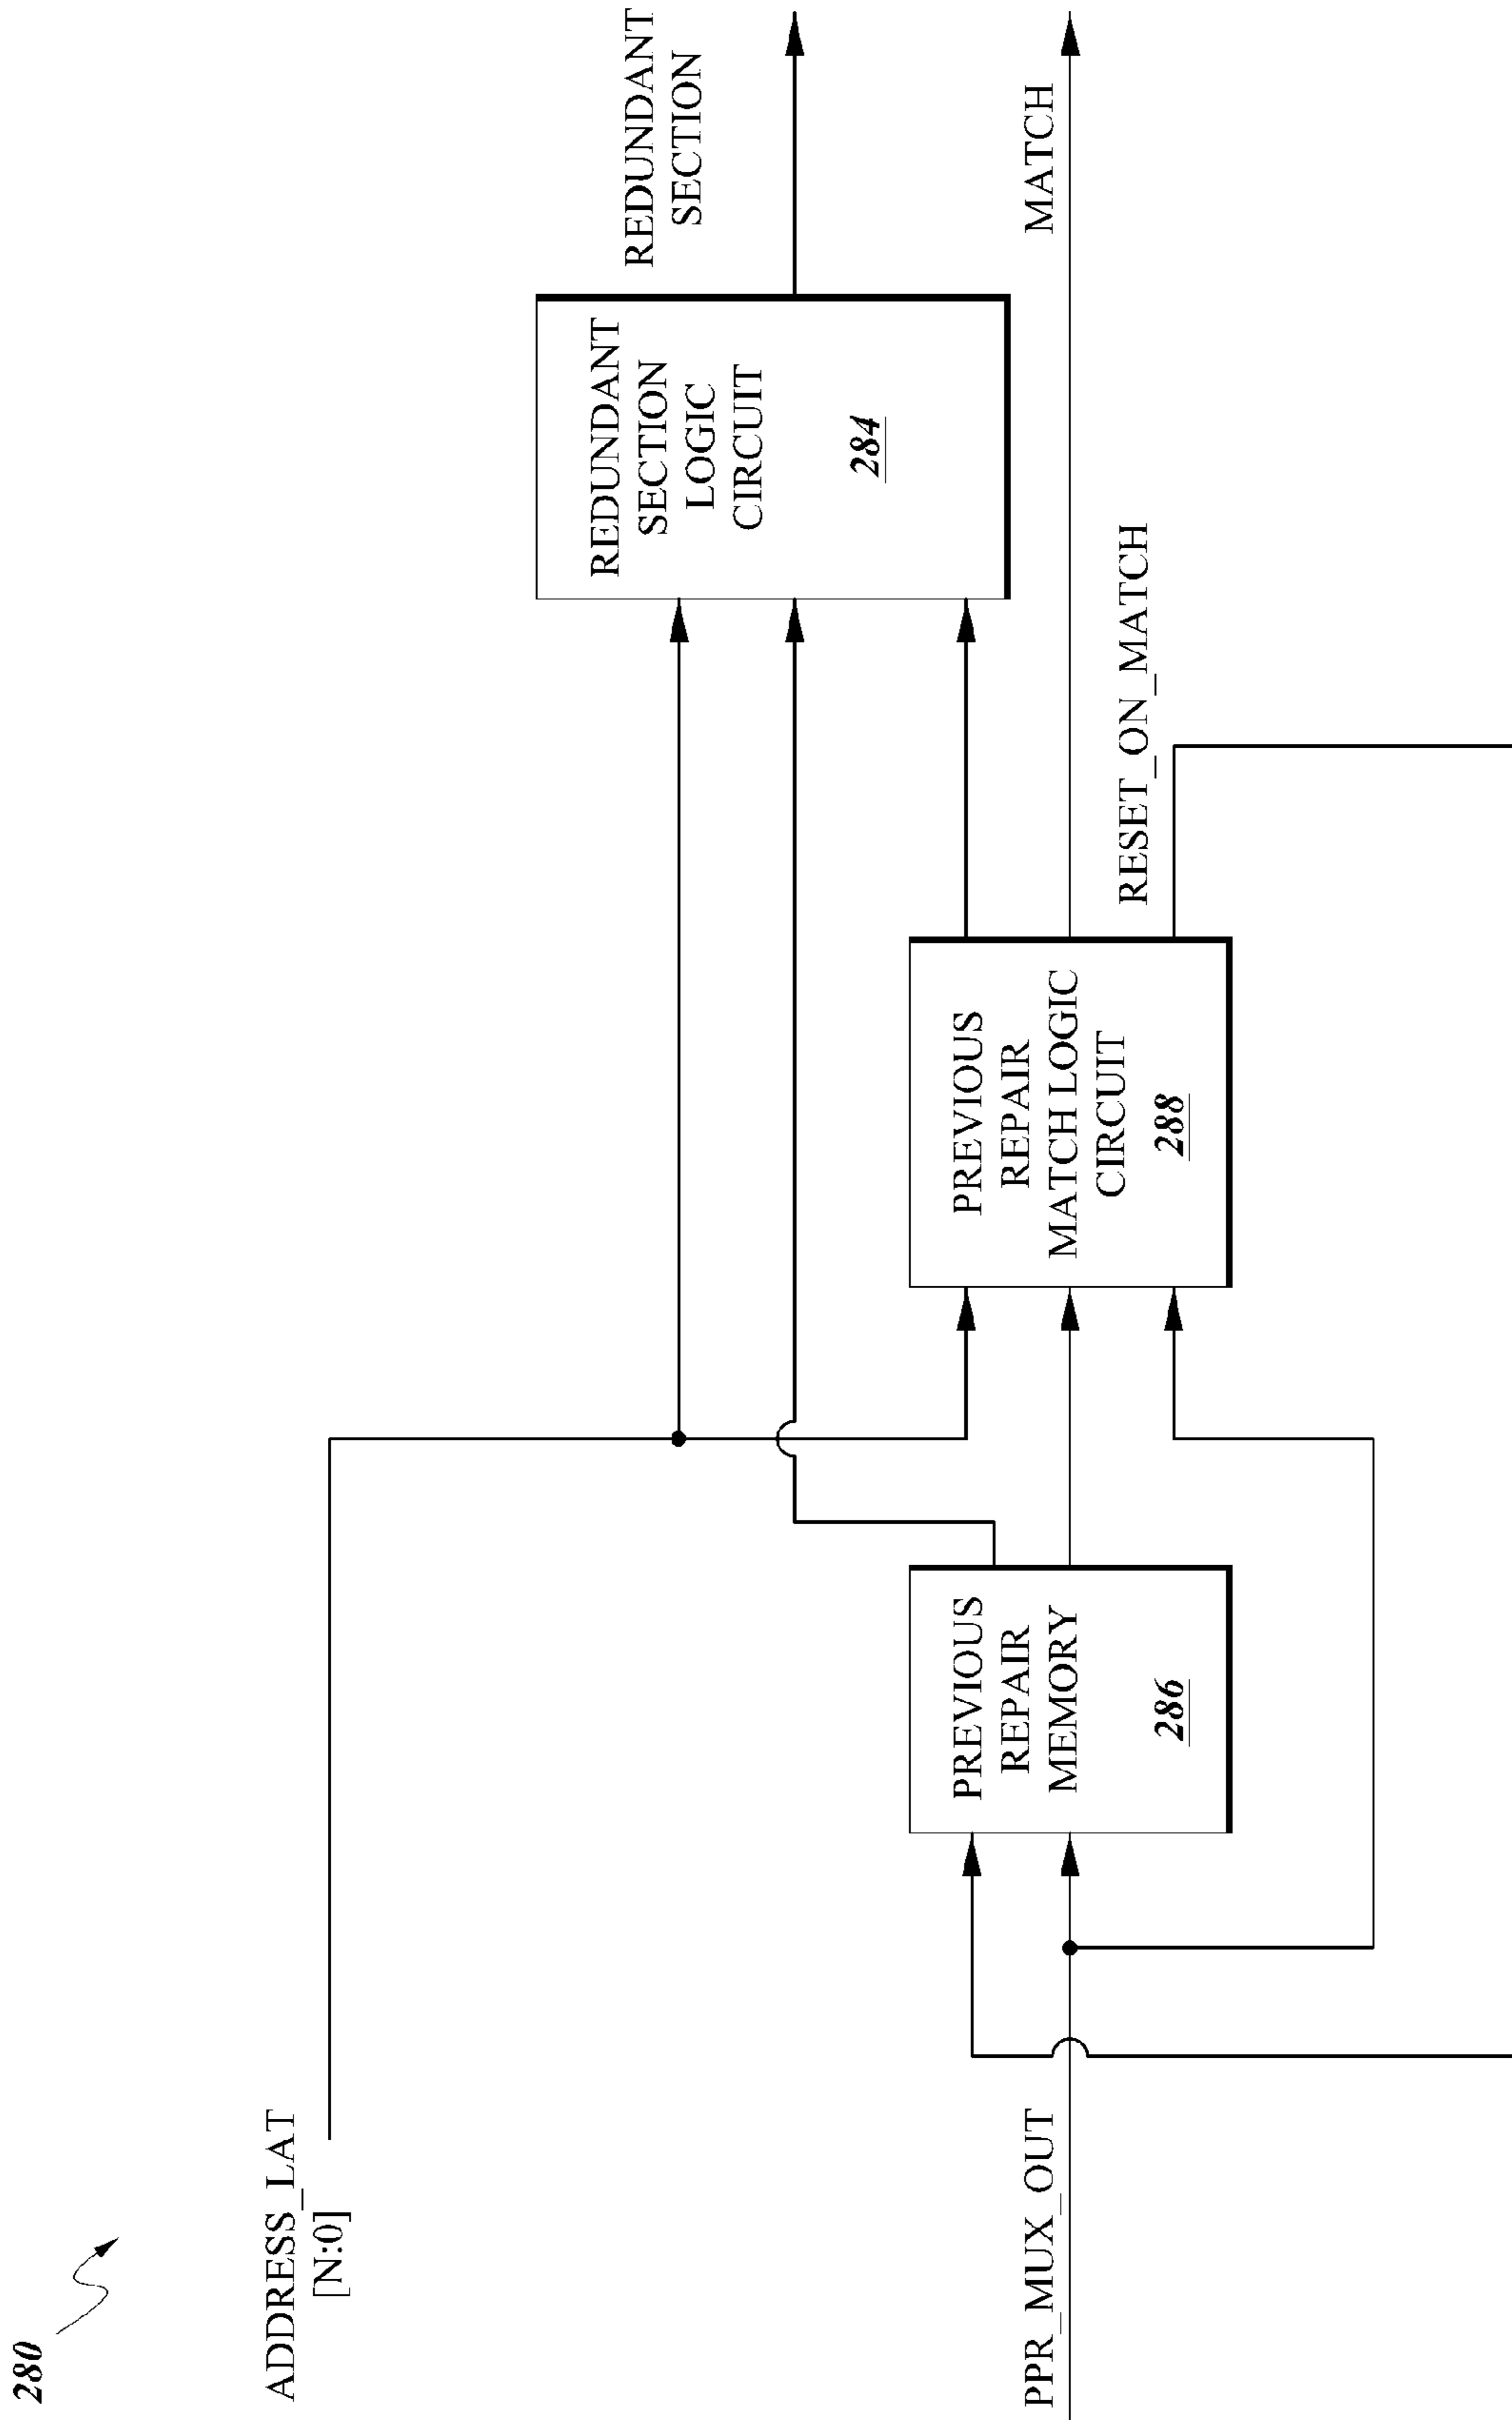 280
ADDRESS_LAT
[N:0]
REDUNDANT
SECTION
LOGIC
CIRCUIT
284
REDUNDANT
SECTION
PPR_MUX_OUT
PREVIOUS
REPAIR
MEMORY
286
PREVIOUS
REPAIR
MATCH LOGIC
CIRCUIT
288
MATCH
RESET_ON_MATCH